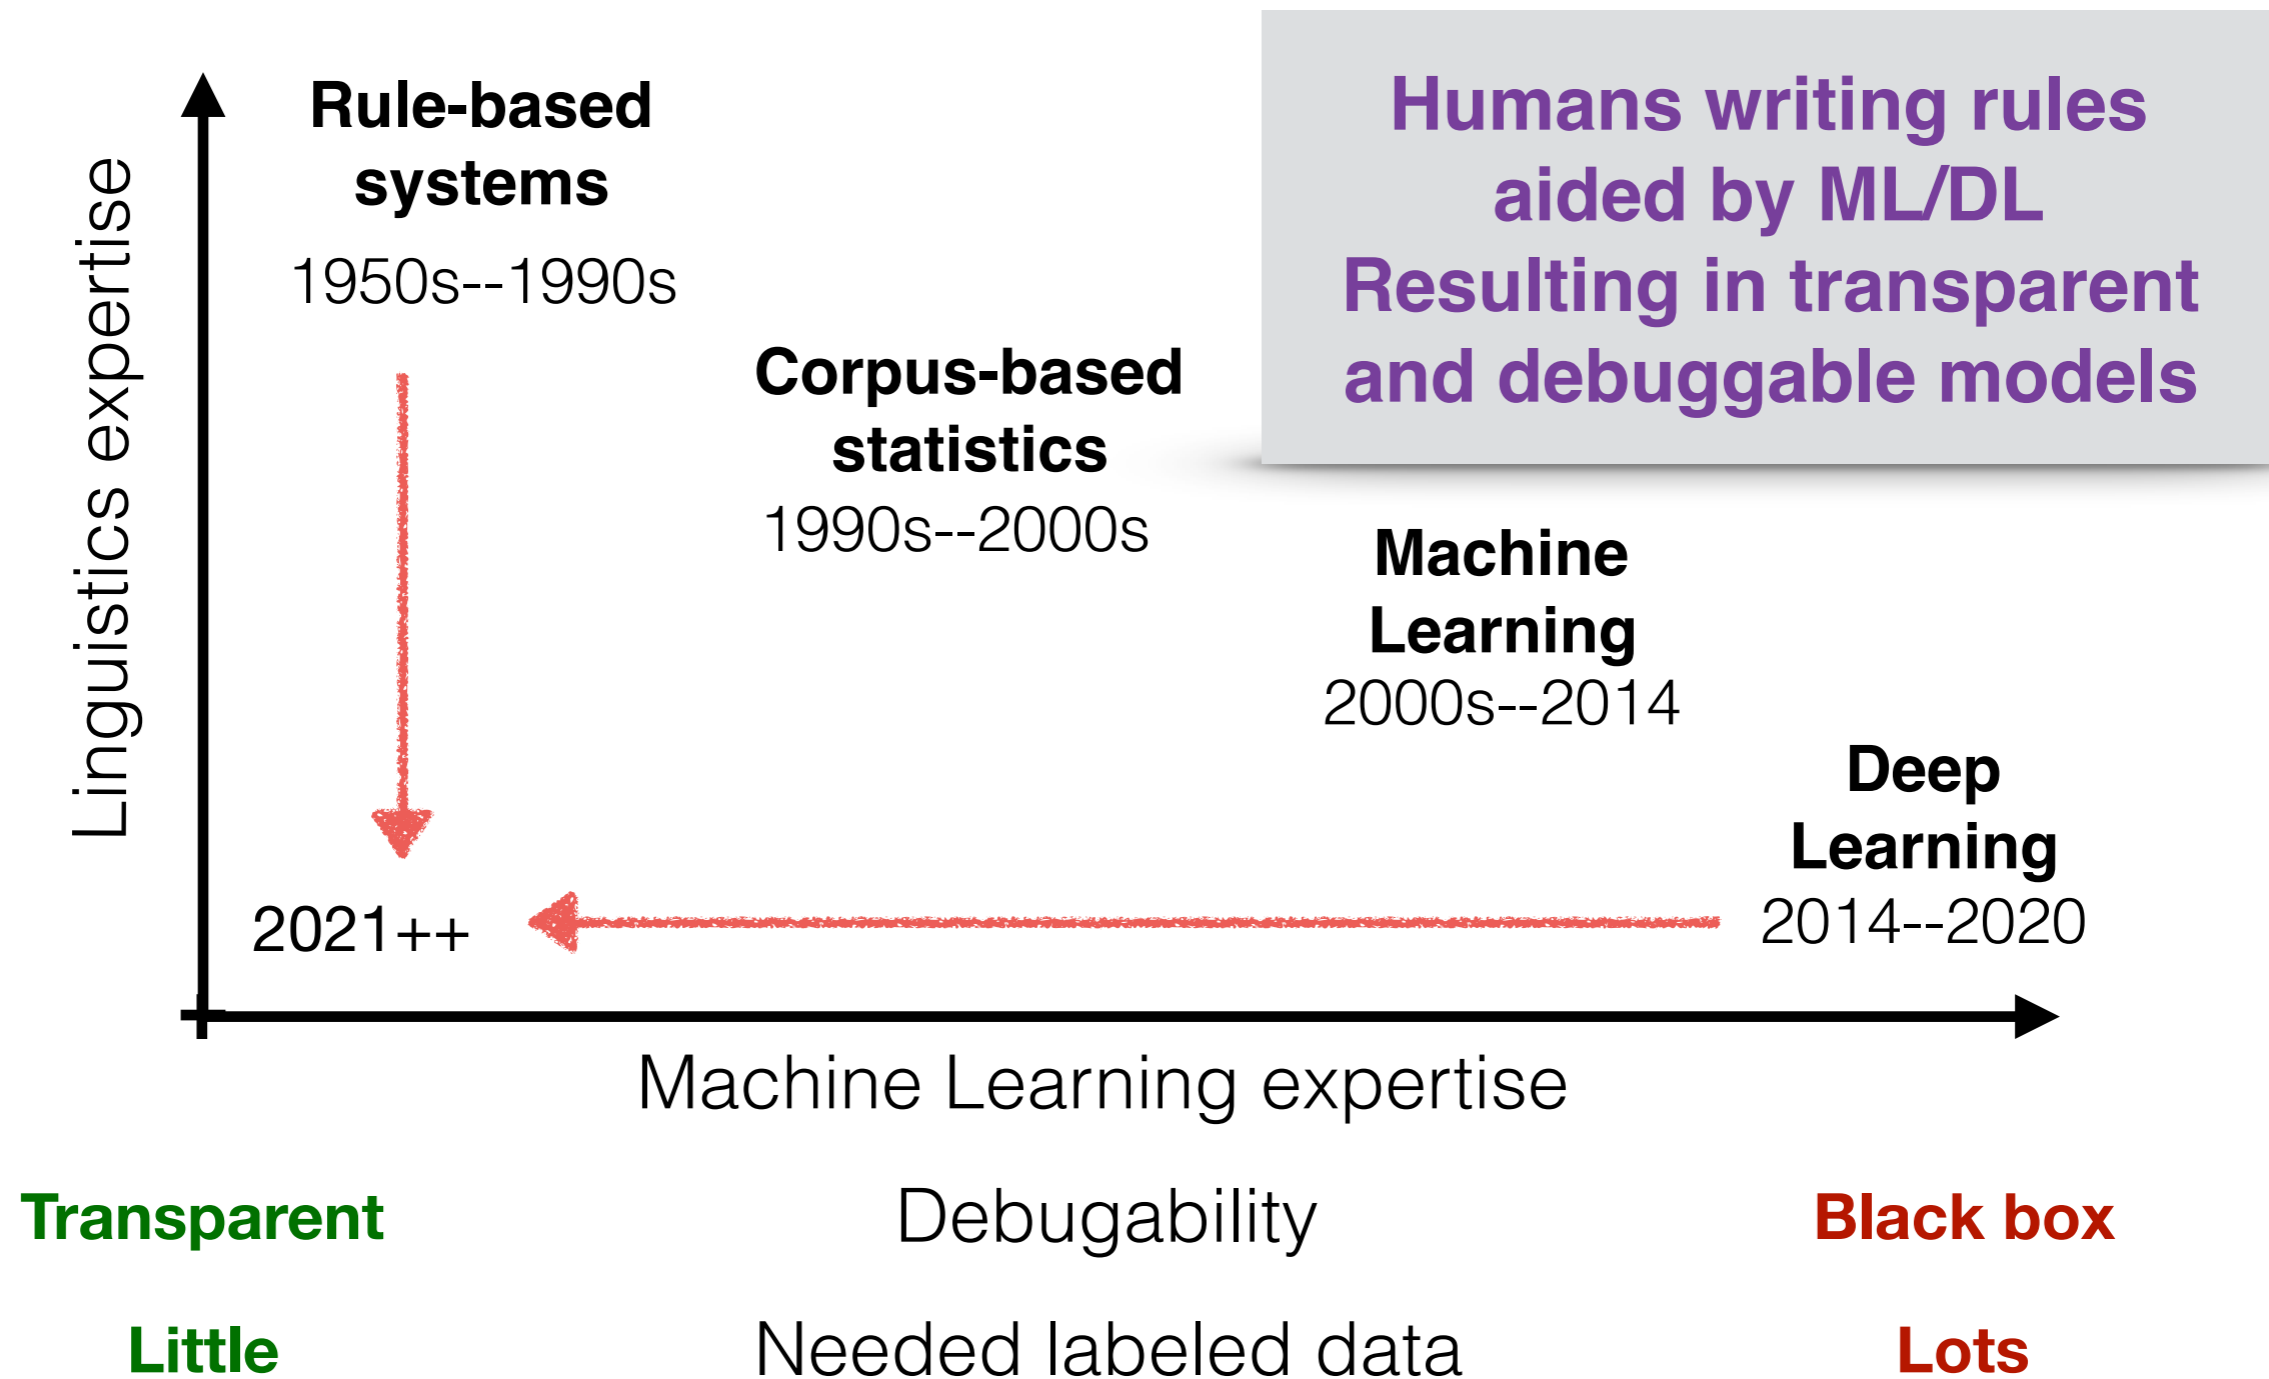 Linguistics expertise
Rule-based
systems
1950s--1990s
Corpus-based
statistics
1990s--2000s
Humans writing rules
aided by ML/DL
Resulting in transparent
and debuggable models
Machine
Learning
2000s--2014
Deep
Learning
2014--2020
2021++
Machine Learning expertise
Transparent Debugability Black box
Little Needed labeled data Lots